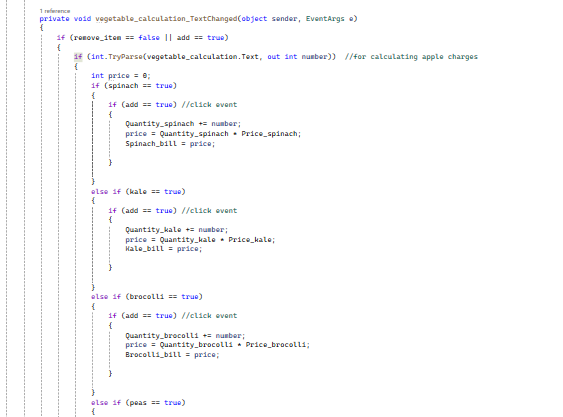 1 reference
private void vegetable_calculation_TextChanged(object sender, EventArgs e)
{
if (remove_item == false || add == true)
{
if (int.TryParse(vegetable_calculation.Text, out int number)) //for calculating apple charges
{
int price = 0;
if (spinach == true)
{
if (add == true) //click event
{
Quantity_spinach += number;
price = Quantity_spinach * Price_spinach;
Spinach_bill = price;
}
}
else if (kale == true)
{
if (add == true) //click event
{
Quantity_kale += number;
price = Quantity_kale * Price_kale;
Kale_bill = price;
}
}
else if (brocolli == true)
{
if (add == true) //click event
{
Quantity_brocolli += number;
price = Quantity_brocolli * Price_brocolli;
Brocolli_bill = price;
}
}
else if (peas == true)
{